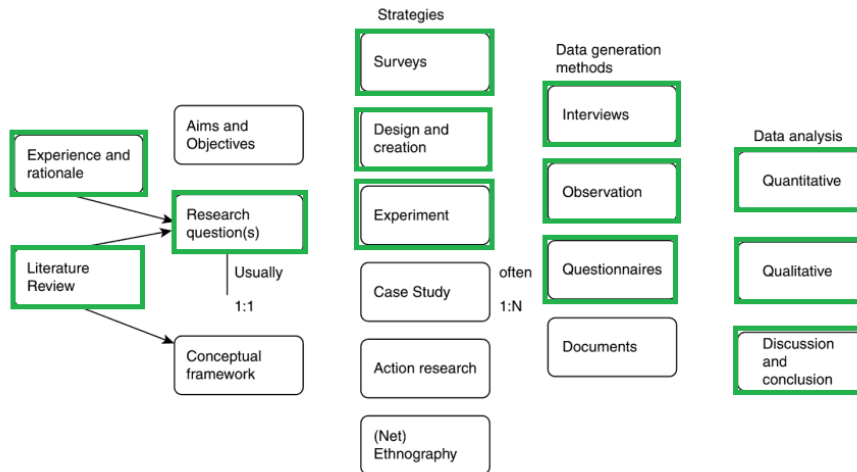 Strategies
Surveys
Design and
creation
Experiment
Case Study
Action research
(Net)
Ethnography
Data generation
methods
Interviews
Observation
Questionnaires
Documents
Data analysis
Quantitative
Qualitative
Discussion
and
conclusion
Experience and
rationale
Literature
Review
Aims and
Objectives
Research
question(s)
Usually
1:1
Conceptual
framework
often
1:N